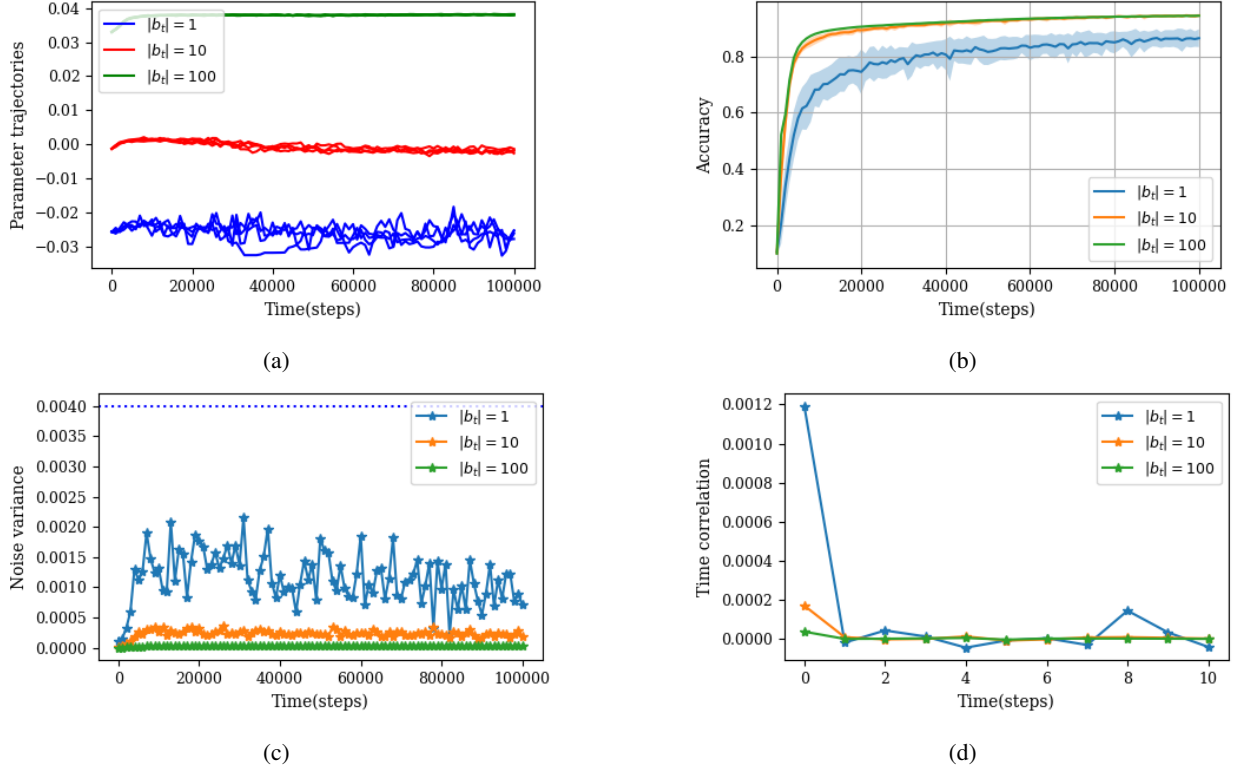 0.04
0.03
0.02
0.01
0.00
−0.01
−0.02
−0.03
Parameter trajectories
|b_t| = 1
|b_t| = 10
|b_t| = 100
0 20000 40000 60000 80000 100000
Time(steps)
(a)
0.8
0.6
0.4
0.2
Accuracy
|b_t| = 1
|b_t| = 10
|b_t| = 100
0 20000 40000 60000 80000 100000
Time(steps)
(b)
0.0040
0.0035
0.0030
0.0025
0.0020
0.0015
0.0010
0.0005
0.0000
Noise variance
|b_t| = 1
|b_t| = 10
|b_t| = 100
0 20000 40000 60000 80000 100000
Time(steps)
(c)
0.0012
0.0010
0.0008
0.0006
0.0004
0.0002
0.0000
Time correlation
|b_t| = 1
|b_t| = 10
|b_t| = 100
0 2 4 6 8 10
Time(steps)
(d)